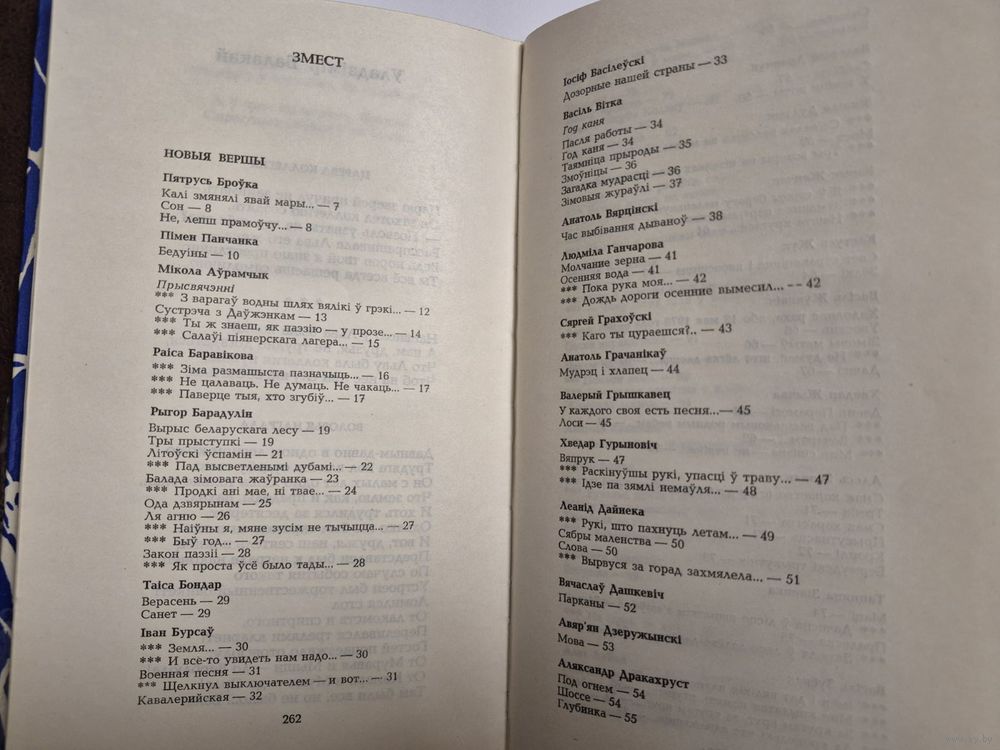 ЗМЕСТ
НОВЫЯ ВЕРШЫ
Пятрусь Броўка
Калі змянялі явай мары... — 7
Сон — 8
Не, лепш прамоўчу... — 8
Пімен Панчанка
Бедуіны — 10
Мікола Аўрамчык
Прысвячэнні
*** З варагаў водны шлях вялікі ў грэкі... — 12
Сустрэча з Даўжэнкам — 13
*** Ты ж знаеш, як паэзію — у прозе... — 14
*** Салаўі піянерскага лагера... — 15
Раіса Баравікова
*** Зіма размашыста пазначыць... — 16
*** Не цалаваць. Не думаць. Не чакаць... — 17
*** Паверце тыя, хто згубіў... — 17
Рыгор Барадулін
Вырыс беларускага лесу — 19
Тры прыступкі — 19
Літоўскі ўспамін — 21
*** Пад высветленымі дубамі... — 22
Балада зімовага жаўранка — 23
*** Продкі ані мае, ні твае... — 24
Ода дзвярынам — 25
Ля агню — 26
*** Наіўны я, мяне зусім не тычыцца... — 27
*** Быў год... — 27
Закон паэзіі — 28
*** Як проста ўсё было тады... — 28
Таіса Бондар
Верасень — 29
Санет — 29
Іван Бурсаў
*** Земля... — 30
*** И все-то увидеть нам надо... — 30
Военная песня — 31
*** Щелкнул выключателем — и вот... — 31
Кавалерийская — 32
262
Іосіф Васілеўскі
Дозорные нашей страны — 33
Васіль Вітка
Год каня
Пасля работы — 34
Год каня — 34
Таямніца прыроды — 35
Змоўніцы — 36
Загадка мудрасці — 36
Зімовыя жураўлі — 37
Анатоль Вярцінскі
Час выбівання дываноў — 38
Людміла Ганчарова
Молчание зерна — 41
Осенняя вода — 41
*** Пока рука моя... — 42
*** Дождь дороги осенние вымесил... — 42
Сяргей Грахоўскі
*** Каго ты цураешся?.. — 43
Анатоль Грачанікаў
Мудрэц і хлапец — 44
Валерый Грышкавец
У каждого своя есть песня...— 45
Лоси — 45
Хведар Гурыновіч
Вяпрук — 47
*** Раскінуўшы рукі, упасці ў траву... — 47
*** Ідзе па зямлі немаўля... — 48
Леанід Дайнека
*** Рукі, што пахнуць летам... — 49
Сябры маленства — 50
Слова — 50
*** Вырвуся за горад захмялела... — 51
Вячаслаў Дашкевіч
Парканы — 52
Авяр'ян Дзеружынскі
Мова — 53
Аляксандр Дракахруст
Под огнем — 54
Шоссе — 54
Глубинка — 55